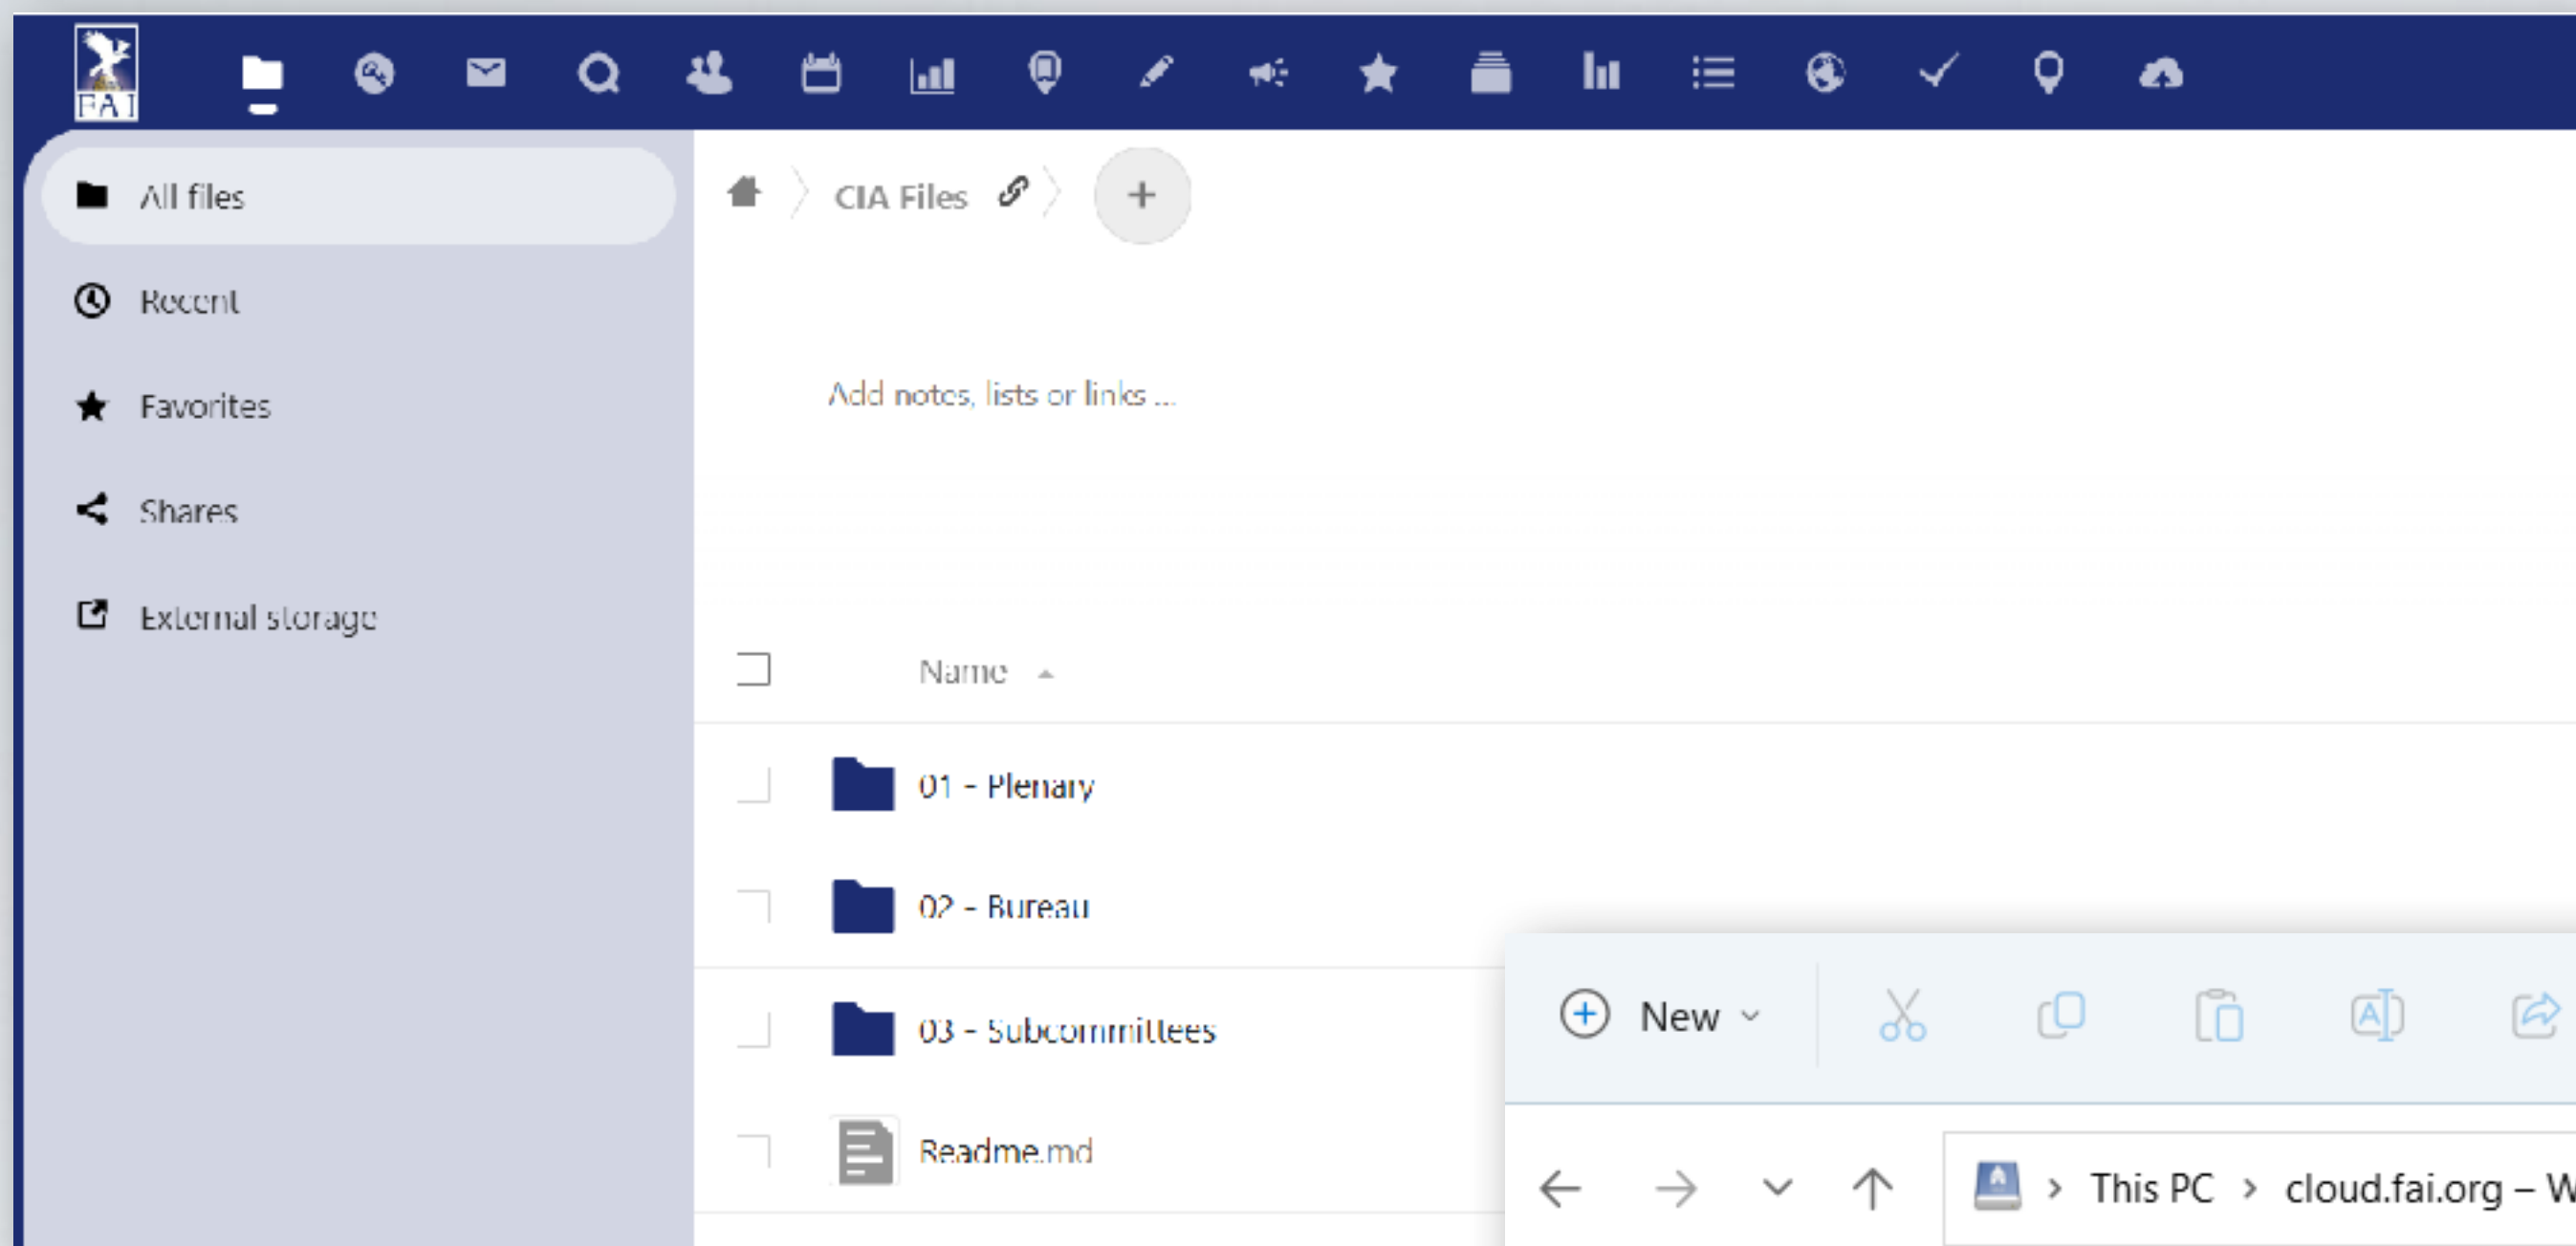 FAI
All files
Recent
Favorites
Shares
External storage
CIA Files
Add notes, lists or links ...
Name
01 - Plenary
02 - Bureau
03 - Subcommittees
Readme.md
New
This PC > cloud.fai.org – W